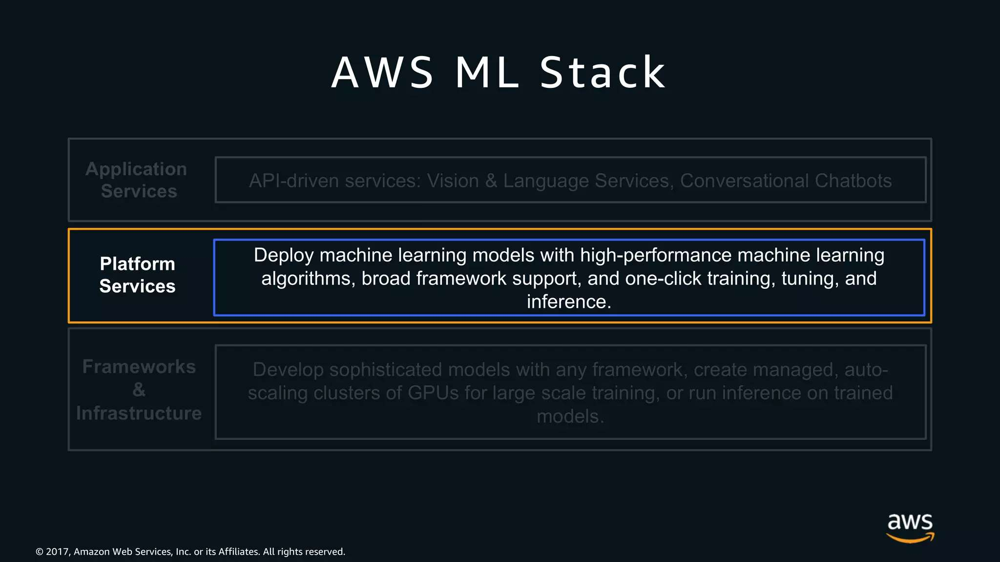 AWS ML Stack
Application
Services
API-driven services: Vision & Language Services, Conversational Chatbots
Platform
Services
Deploy machine learning models with high-performance machine learning
algorithms, broad framework support, and one-click training, tuning, and
inference.
Frameworks
&
Infrastructure
Develop sophisticated models with any framework, create managed, auto-
scaling clusters of GPUs for large scale training, or run inference on trained
models.
aws
© 2017, Amazon Web Services, Inc. or its Affiliates. All rights reserved.